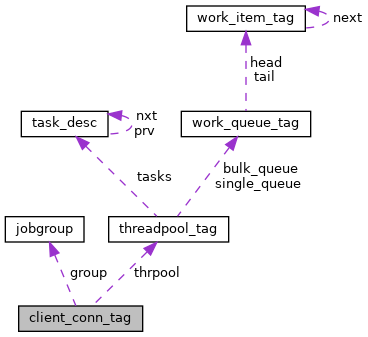 work_item_tag
next
head
tail
task_desc
nxt
prv
work_queue_tag
tasks
bulk_queue
single_queue
jobgroup
threadpool_tag
group
thrpool
client_conn_tag